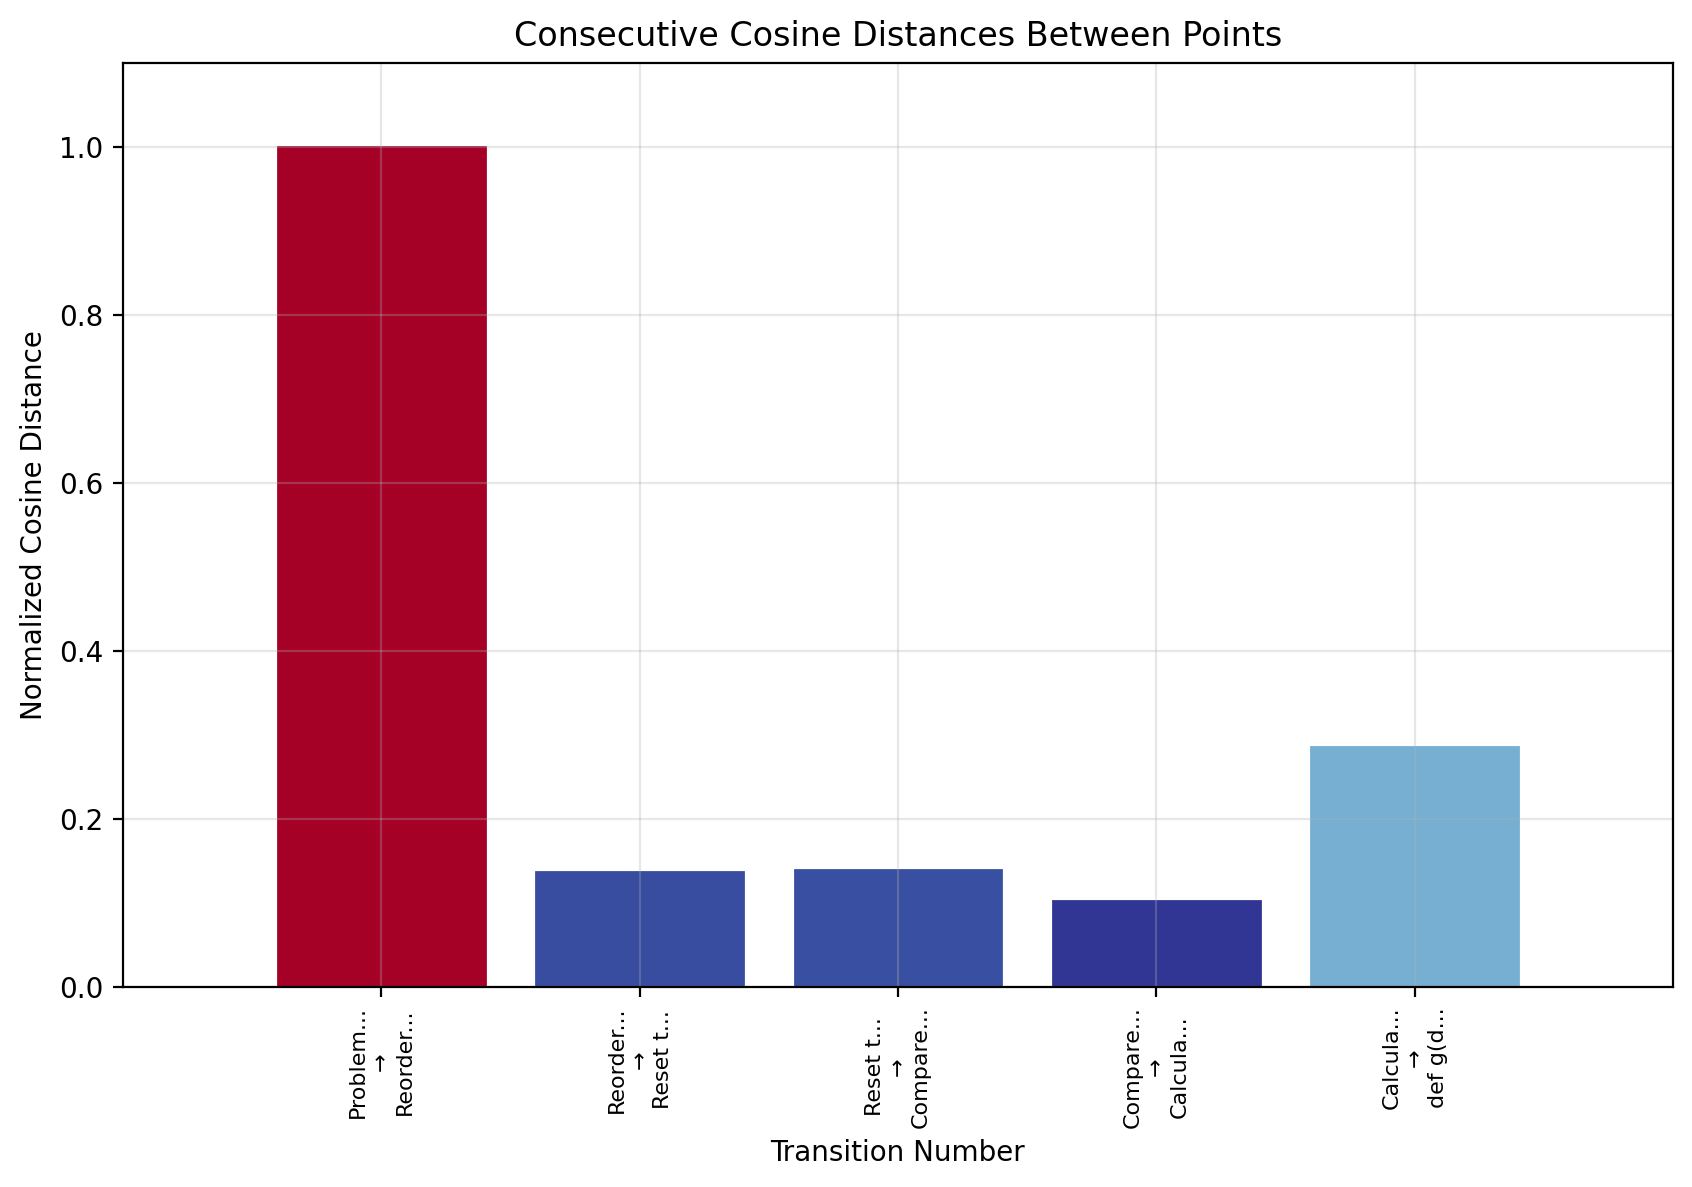 Consecutive Cosine Distances Between Points
Normalized Cosine Distance
1.0
0.8
0.6
0.4
0.2
0.0
Problem...
→
Reorder...
Reorder...
→
Reset t...
Reset t...
→
Compare...
Compare...
→
Calcula...
Calcula...
→
def g(d...
Transition Number